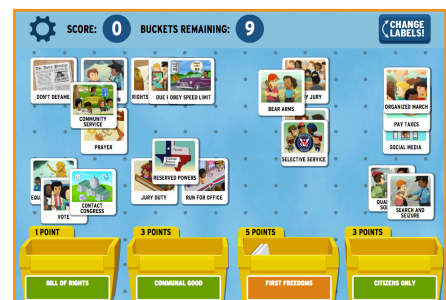 SCORE: 0 BUCKETS REMAINING: 9
CHANGE
LABELS!
DON'T DEFAME
RIGHTS
DUE
OBEY SPEED LIMIT
JURY
BEAR ARMS
ORGANIZED MARCH
COMMUNITY
SERVICE
PAY TAXES
PRAYER
SOCIAL MEDIA
SELECTIVE SERVICE
Texas
RESERVED POWERS
JURY DUTY
RUN FOR OFFICE
CONTACT
CONGRESS
VOTE
SEARCH AND
SEIZURE
1 POINT
3 POINTS
5 POINTS
3 POINTS
BILL OF RIGHTS
COMMUNAL GOOD
FIRST FREEDOMS
CITIZENS ONLY